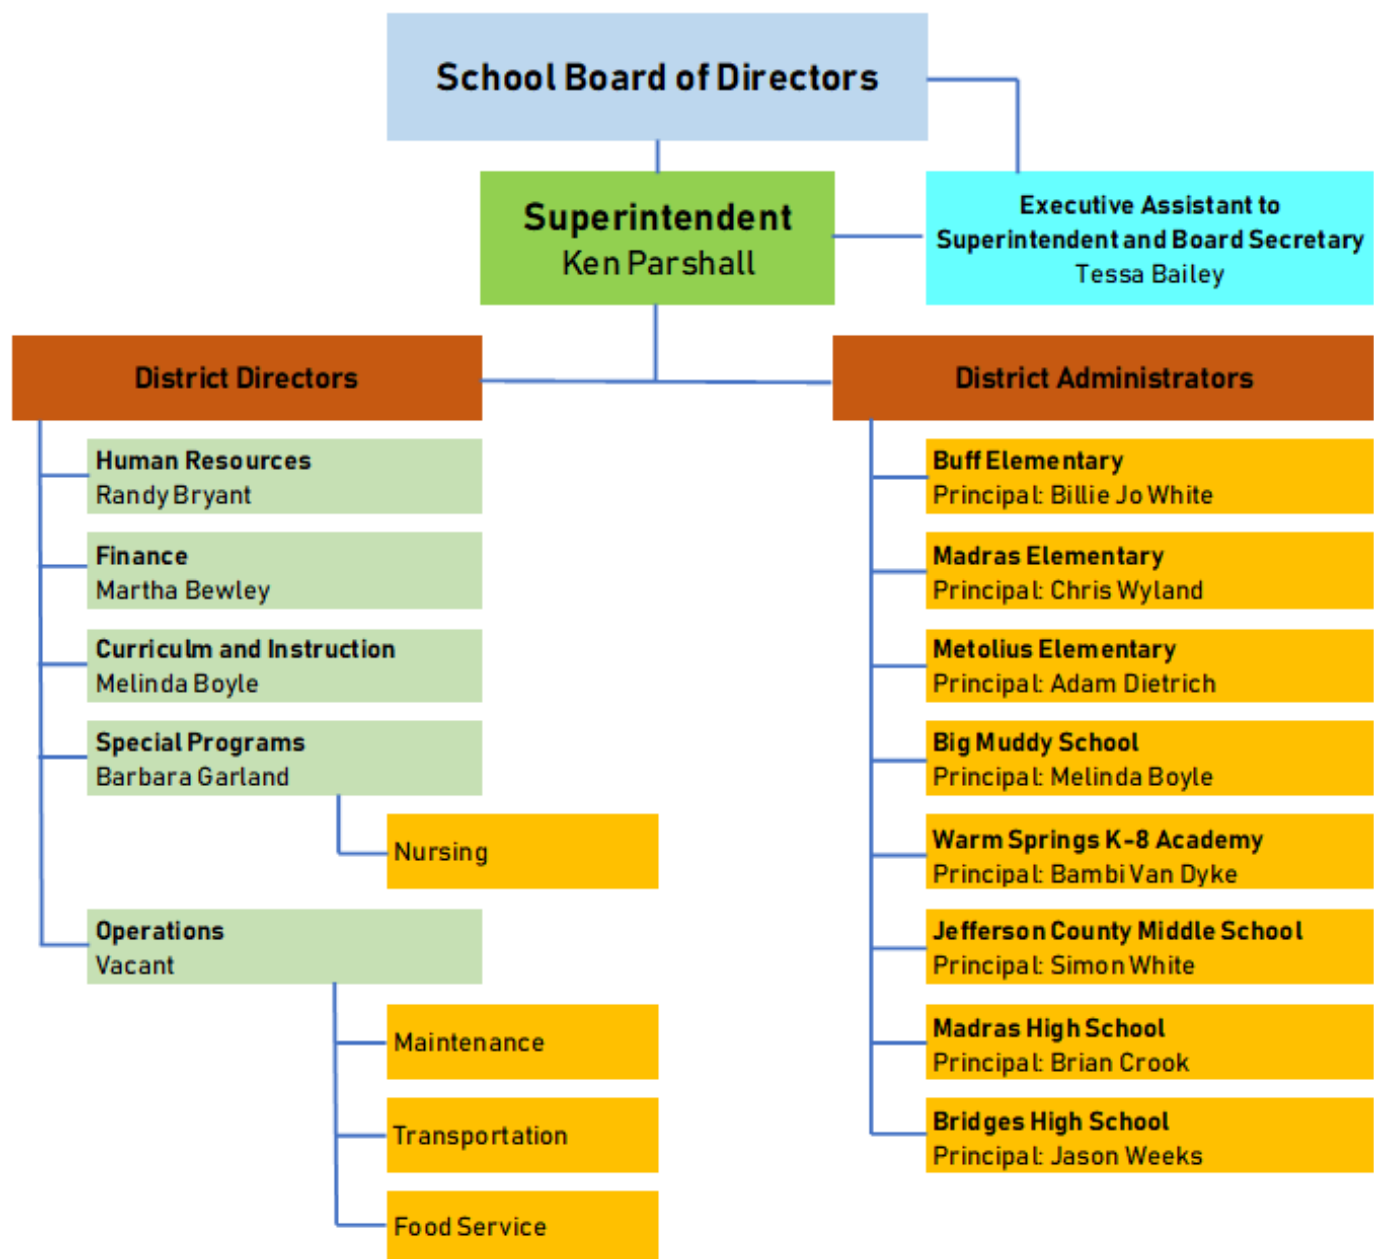 School Board of Directors
Superintendent
Ken Parshall
Executive Assistant to
Superintendent and Board Secretary
Tessa Bailey
District Directors
Human Resources
Randy Bryant
Finance
Martha Bewley
Curriculm and Instruction
Melinda Boyle
Special Programs
Barbara Garland
Nursing
Operations
Vacant
Maintenance
Transportation
Food Service
District Administrators
Buff Elementary
Principal: Billie Jo White
Madras Elementary
Principal: Chris Wyland
Metolius Elementary
Principal: Adam Dietrich
Big Muddy School
Principal: Melinda Boyle
Warm Springs K-8 Academy
Principal: Bambi Van Dyke
Jefferson County Middle School
Principal: Simon White
Madras High School
Principal: Brian Crook
Bridges High School
Principal: Jason Weeks